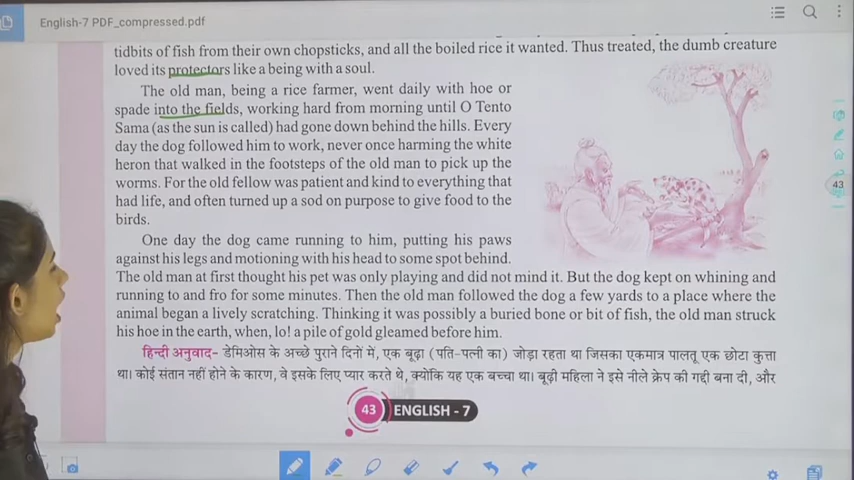 English-7 PDF_compressed.pdf
tidbits of fish from their own chopsticks, and all the boiled rice it wanted. Thus treated, the dumb creature
loved its protectors like a being with a soul.
The old man, being a rice farmer, went daily with hoe or
spade into the fields, working hard from morning until O Tento
Sama (as the sun is called) had gone down behind the hills. Every
day the dog followed him to work, never once harming the white
heron that walked in the footsteps of the old man to pick up the
worms. For the old fellow was patient and kind to everything that
had life, and often turned up a sod on purpose to give food to the
birds.
One day the dog came running to him, putting his paws
against his legs and motioning with his head to some spot behind.
The old man at first thought his pet was only playing and did not mind it. But the dog kept on whining and
running to and fro for some minutes. Then the old man followed the dog a few yards to a place where the
animal began a lively scratching. Thinking it was possibly a buried bone or bit of fish, the old man struck
his hoe in the earth, when, lo! a pile of gold gleamed before him.
हिन्दी अनुवाद- डेमिओस के अच्छे पुराने दिनों में, एक बूढ़ा (पति-पत्नी का) जोड़ा रहता था जिसका एकमात्र पालतू एक छोटा कुत्ता
था। कोई संतान नहीं होने के कारण, वे इसके लिए प्यार करते थे, क्योंकि यह एक बच्चा था। बूढ़ी महिला ने इसे नीले क्रेप की गद्दी बना दी, और
43 ENGLISH - 7
43